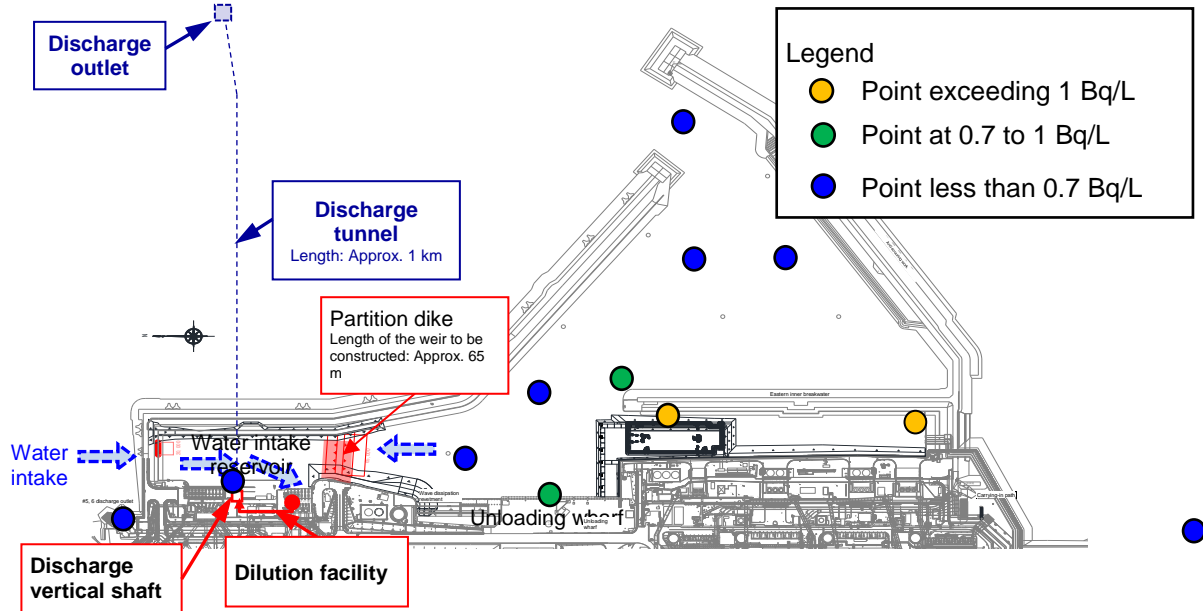 Discharge
outlet
Legend
Point exceeding 1 Bq/L
Point at 0.7 to 1 Bq/L
Point less than 0.7 Bq/L
Discharge
tunnel
Length: Approx. 1 km
Partition dike
Length of the weir to be
constructed: Approx. 65
m
N
Eastern inner breakwater
Water
intake
Water intake
reservoir
#5, 6 discharge outlet
Wave dissipation
Unloading wharf
Unloading
wharf
Carrying-in path
Discharge
vertical shaft
Dilution facility